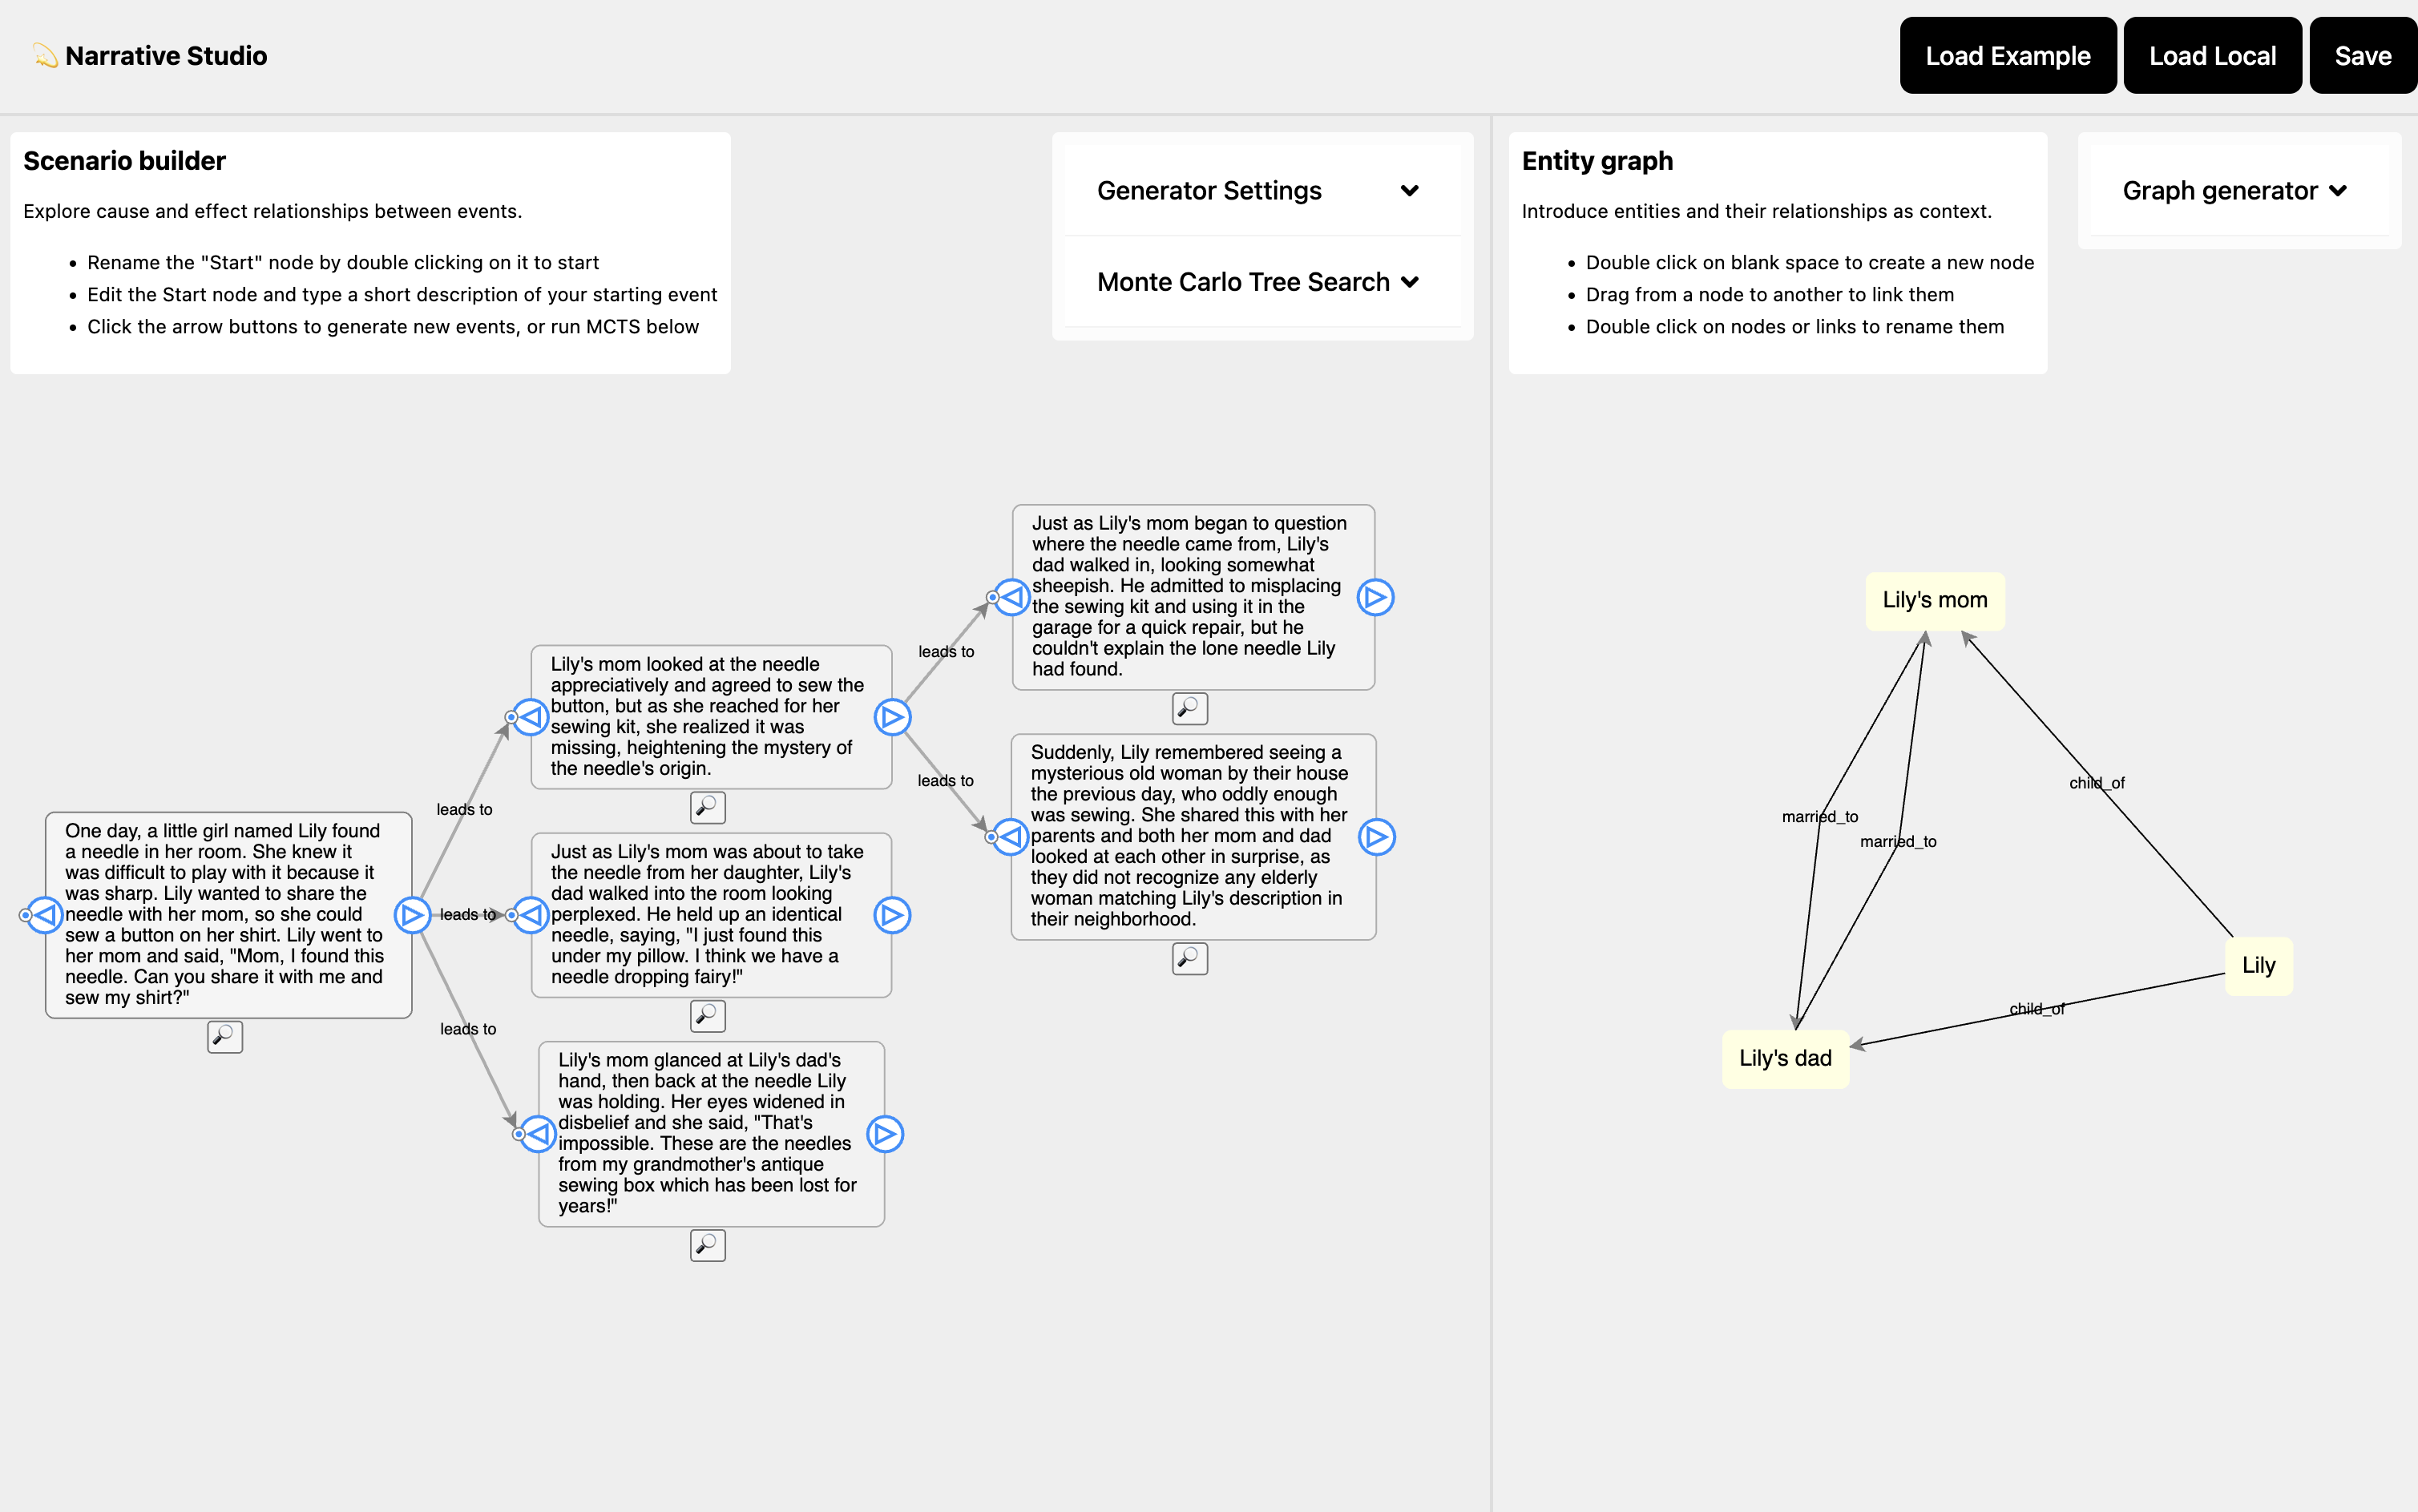 Narrative Studio
Load Example
Load Local
Save
Scenario builder
Explore cause and effect relationships between events.
• Rename the "Start" node by double clicking on it to start
• Edit the Start node and type a short description of your starting event
• Click the arrow buttons to generate new events, or run MCTS below
Generator Settings
Monte Carlo Tree Search
Entity graph
Introduce entities and their relationships as context.
• Double click on blank space to create a new node
• Drag from a node to another to link them
• Double click on nodes or links to rename them
Graph generator
One day, a little girl named Lily found
a needle in her room. She knew it
was difficult to play with it because it
was sharp. Lily wanted to share the
needle with her mom, so she could
sew a button on her shirt. Lily went to
her mom and said, "Mom, I found this
needle. Can you share it with me and
sew my shirt?"
leads to
leads to
leads to
Lily's mom looked at the needle
appreciatively and agreed to sew the
button, but as she reached for her
sewing kit, she realized it was
missing, heightening the mystery of
the needle's origin.
Just as Lily's mom was about to take
the needle from her daughter, Lily's
dad walked into the room looking
perplexed. He held up an identical
needle, saying, "I just found this
under my pillow. I think we have a
needle dropping fairy!"
Lily's mom glanced at Lily's dad's
hand, then back at the needle Lily
was holding. Her eyes widened in
disbelief and she said, "That's
impossible. These are the needles
from my grandmother's antique
sewing box which has been lost for
years!"
leads to
leads to
Just as Lily's mom began to question
where the needle came from, Lily's
dad walked in, looking somewhat
sheepish. He admitted to misplacing
the sewing kit and using it in the
garage for a quick repair, but he
couldn't explain the lone needle Lily
had found.
Suddenly, Lily remembered seeing a
mysterious old woman by their house
the previous day, who oddly enough
was sewing. She shared this with her
parents and both her mom and dad
looked at each other in surprise, as
they did not recognize any elderly
woman matching Lily's description in
their neighborhood.
Lily's mom
child_of
married_to
married_to
Lily
child_of
Lily's dad